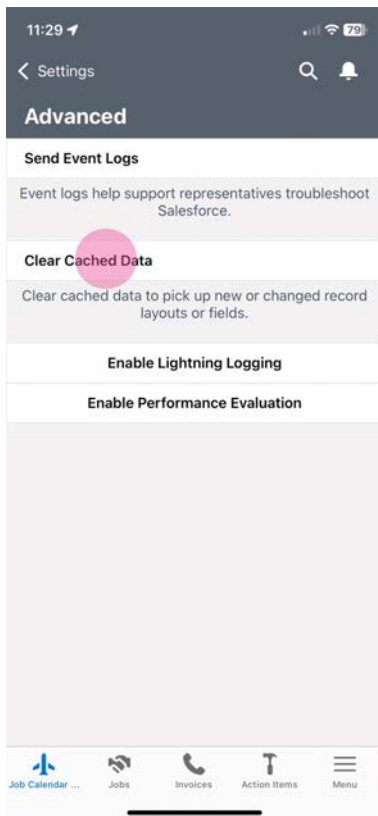 11:29
79
Settings
Advanced
Send Event Logs
Event logs help support representatives troubleshoot
Salesforce.
Clear Cached Data
Clear cached data to pick up new or changed record
layouts or fields.
Enable Lightning Logging
Enable Performance Evaluation
Job Calendar ...
Jobs
Invoices
Action Items
Menu